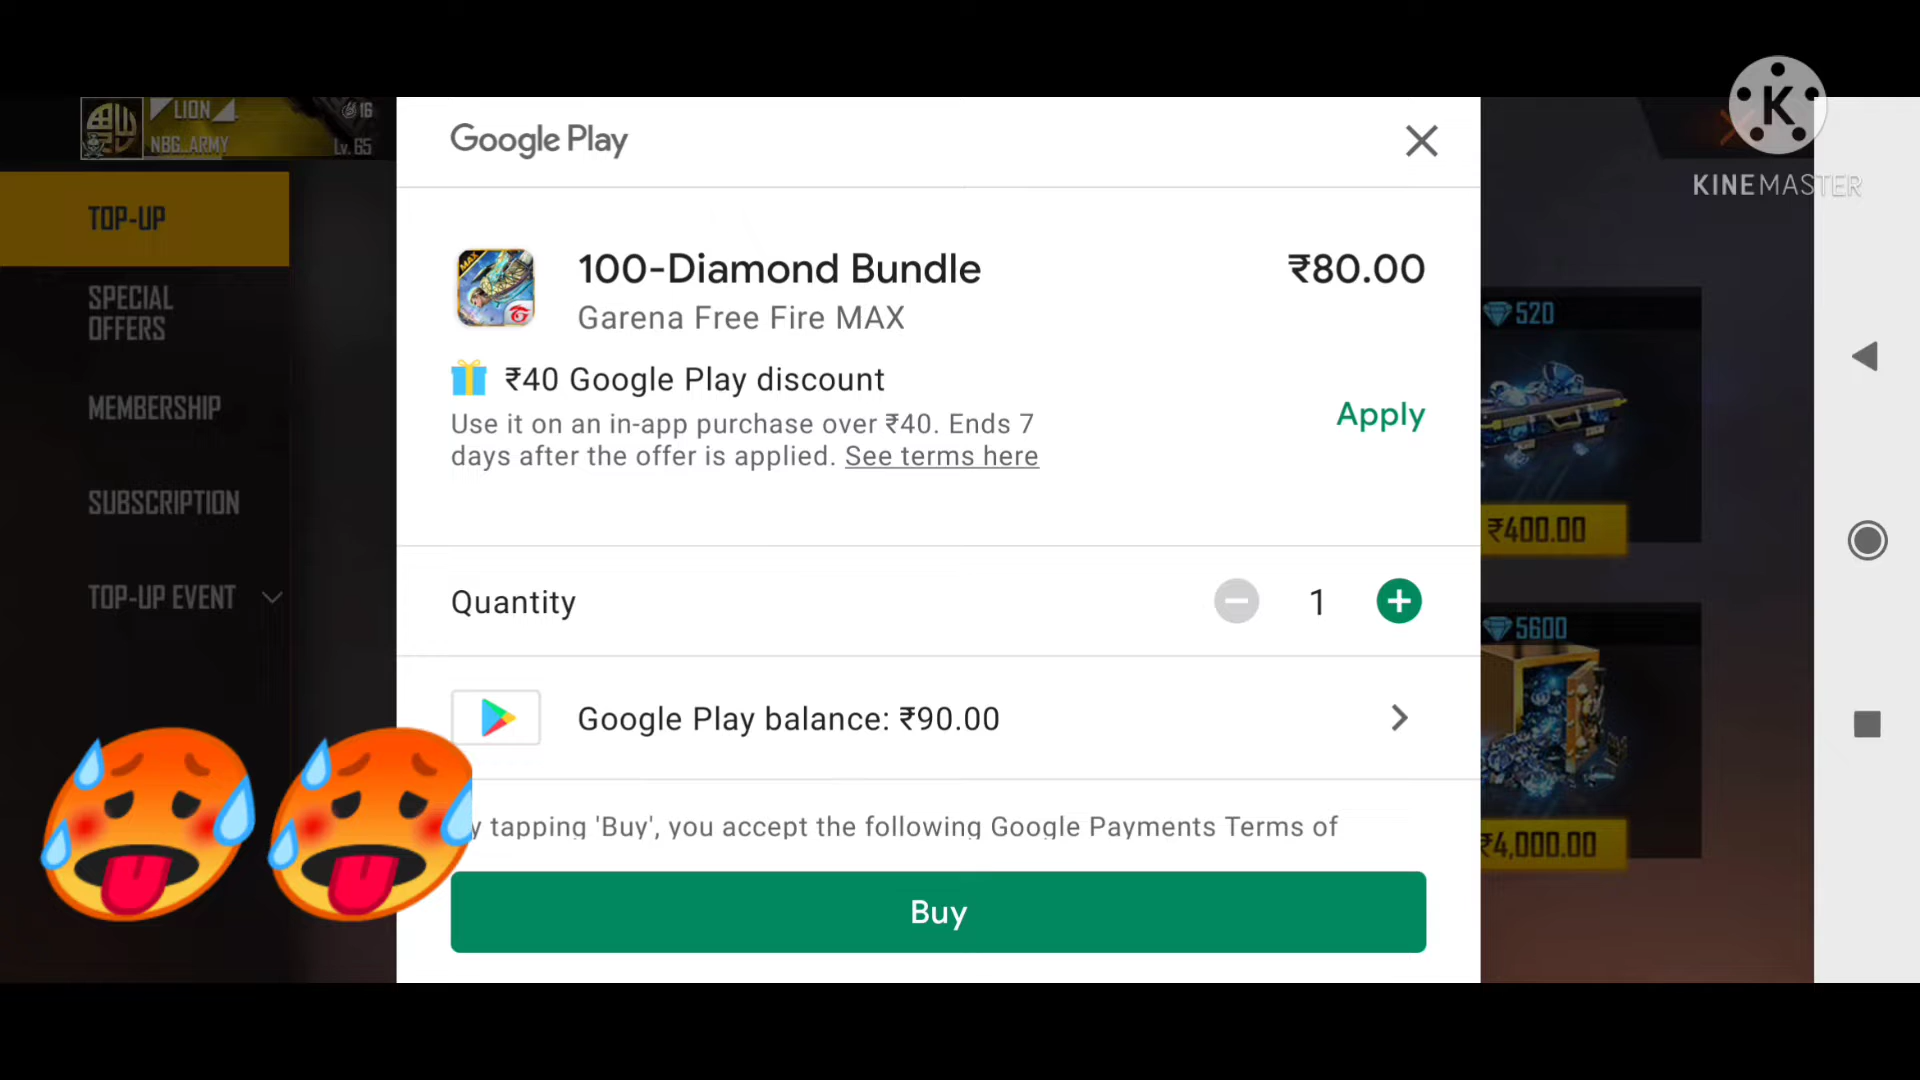 LION
16
NBG_ARMY
Lv. 65
TOP-UP
SPECIAL
OFFERS
MEMBERSHIP
SUBSCRIPTION
TOP-UP EVENT
Google Play
MAX
100-Diamond Bundle
₹80.00
Garena Free Fire MAX
₹40 Google Play discount
Use it on an in-app purchase over ₹40. Ends 7
days after the offer is applied. See terms here
Apply
Quantity
1
Google Play balance: ₹90.00
y tapping 'Buy', you accept the following Google Payments Terms of
Buy
520
₹400.00
5600
₹4,000.00
K
KINEMASTER